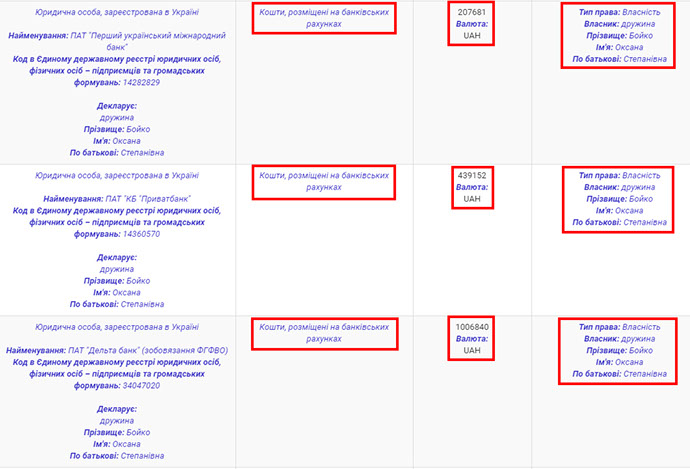 Юридична особа, зареєстрована в Україні
Найменування: ПАТ "Перший український міжнародний
банк"
Код в Єдиному державному реєстрі юридичних осіб,
фізичних осіб – підприємців та громадських
формувань: 14282829
Декларує:
дружина
Прізвище: Бойко
Ім'я: Оксана
По батькові: Степанівна
Кошти, розміщені на банківських
рахунках
207681
Валюта:
UAH
Тип права: Власність
Власник: дружина
Прізвище: Бойко
Ім'я: Оксана
По батькові: Степанівна
Юридична особа, зареєстрована в Україні
Найменування: ПАТ "КБ "Приватбанк"
Код в Єдиному державному реєстрі юридичних осіб,
фізичних осіб – підприємців та громадських
формувань: 14360570
Декларує:
дружина
Прізвище: Бойко
Ім'я: Оксана
По батькові: Степанівна
Кошти, розміщені на банківських
рахунках
439152
Валюта:
UAH
Тип права: Власність
Власник: дружина
Прізвище: Бойко
Ім'я: Оксана
По батькові: Степанівна
Юридична особа, зареєстрована в Україні
Найменування: ПАТ "Дельта банк" (зобовязання ФГФВО)
Код в Єдиному державному реєстрі юридичних осіб,
фізичних осіб – підприємців та громадських
формувань: 34047020
Декларує:
дружина
Прізвище: Бойко
Ім'я: Оксана
По батькові: Степанівна
Кошти, розміщені на банківських
рахунках
1006840
Валюта:
UAH
Тип права: Власність
Власник: дружина
Прізвище: Бойко
Ім'я: Оксана
По батькові: Степанівна